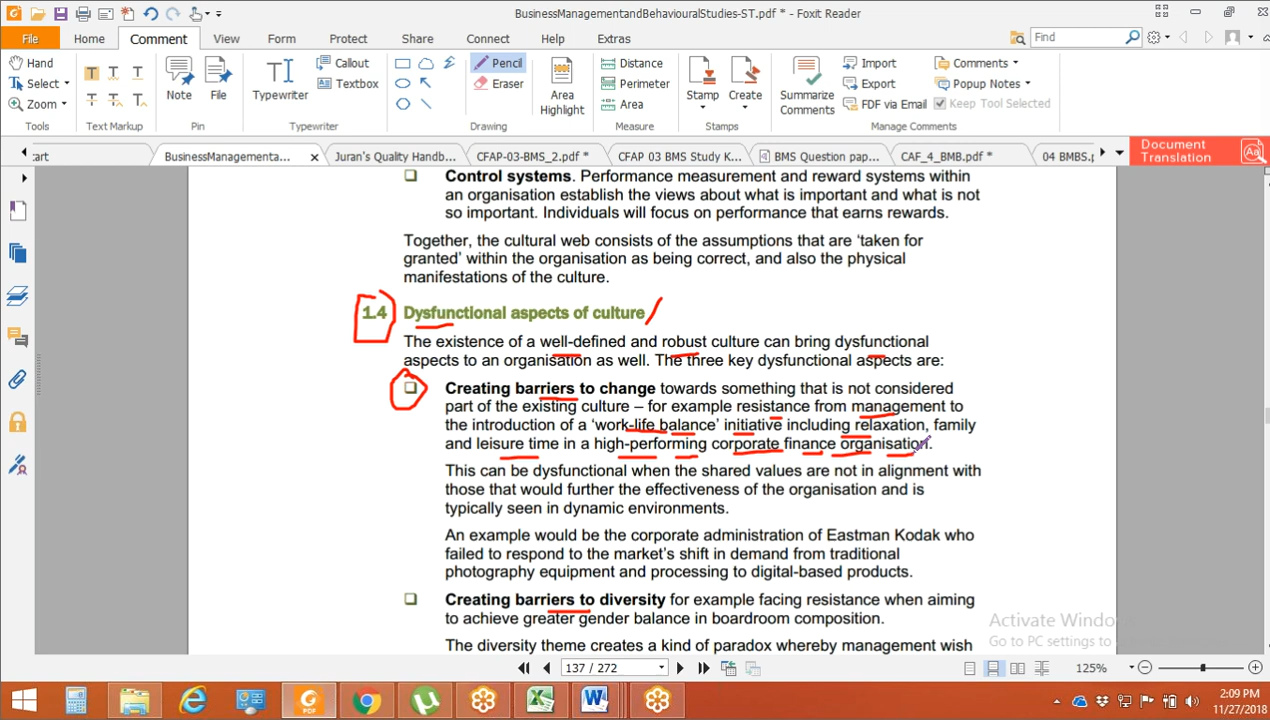 BusinessManagementandBehaviouralStudies-ST.pdf * - Foxit Reader
File Home Comment View Form Protect Share Connect Help Extras Find
Hand Select Zoom Tools
T T T T T T Text Markup
Note File Pin
Typewriter Callout Textbox Typewriter
Pencil Eraser Area Highlight Drawing
Distance Perimeter Area Measure
Stamp Create Stamps
Summarize Comments Import Export FDF via Email Comments Popup Notes Keep Tool Selected Manage Comments
tart BusinessManagementa... Juran's Quality Handb... CFAP-03-BMS_2.pdf * CFAP 03 BMS Study K... BMS Question pap... CAF_4_BMB.pdf * 04 BMBS.p Document Translation
Control systems. Performance measurement and reward systems within
an organisation establish the views about what is important and what is not
so important. Individuals will focus on performance that earns rewards.
Together, the cultural web consists of the assumptions that are ‘taken for
granted’ within the organisation as being correct, and also the physical
manifestations of the culture.
1.4 Dysfunctional aspects of culture
The existence of a well-defined and robust culture can bring dysfunctional
aspects to an organisation as well. The three key dysfunctional aspects are:
Creating barriers to change towards something that is not considered
part of the existing culture – for example resistance from management to
the introduction of a ‘work-life balance’ initiative including relaxation, family
and leisure time in a high-performing corporate finance organisation.
This can be dysfunctional when the shared values are not in alignment with
those that would further the effectiveness of the organisation and is
typically seen in dynamic environments.
An example would be the corporate administration of Eastman Kodak who
failed to respond to the market’s shift in demand from traditional
photography equipment and processing to digital-based products.
Creating barriers to diversity for example facing resistance when aiming
to achieve greater gender balance in boardroom composition.
The diversity theme creates a kind of paradox whereby management wish
Activate Windo
Go to PC settings to
137 / 272 125%
2:09 PM
11/27/2018